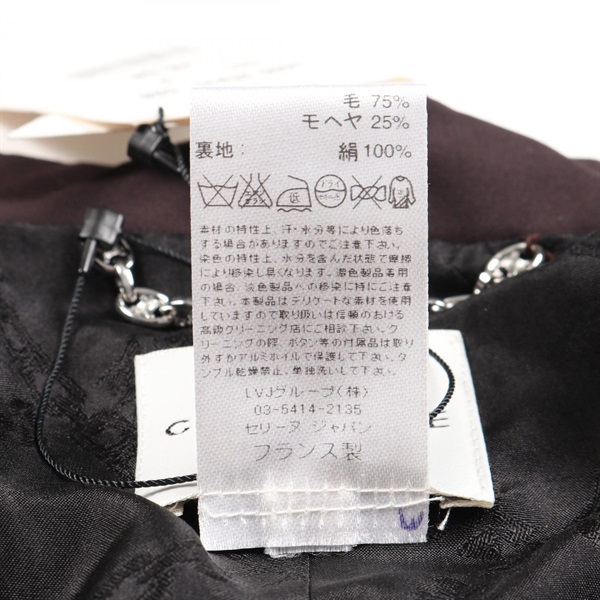 毛 75%
モヘヤ 25%
裏地: 絹100%
低 ドライ
素材の特性上、汗・水分等により色落ち
する場合がありますのでご注意下さい。
染色の特性上、水分を含んだ状態で摩擦
により移染し易くなります。濃色製品着用
の場合、淡色製品への移染に特にご注意
下さい。本製品はデリケートな素材を使用
していますので取り扱いは信頼のおける
高級クリーニング店にご相談下さい。ク
リーニングの際、ボタン等の付属品は取り
外すかアルミホイルで保護して下さい。タ
ンブル乾燥禁止、単独洗いして下さい。
LVJグループ(株)
03-5414-2135
セリーヌ ジャパン
フランス製